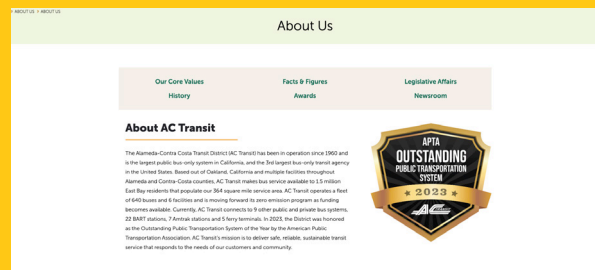 > ABOUT US > ABOUT US
About Us
Our Core Values Facts & Figures Legislative Affairs
History Awards Newsroom
About AC Transit
The Alameda-Contra Costa Transit District (AC Transit) has been in operation since 1960 and
is the largest public bus-only system in California, and the 3rd largest bus-only transit agency
in the United States. Based out of Oakland, California and multiple facilities throughout
Alameda and Contra-Costa counties, AC Transit makes bus service available to 1.5 million
East Bay residents that populate our 364 square mile service area. AC Transit operates a fleet
of 640 buses and 6 facilities and is moving forward its zero emission program as funding
becomes available. Currently, AC Transit connects to 9 other public and private bus systems,
22 BART stations, 7 Amtrak stations and 5 ferry terminals. In 2023, the District was honored
as the Outstanding Public Transportation System of the Year by the American Public
Transportation Association. AC Transit's mission is to deliver safe, reliable, sustainable transit
service that responds to the needs of our customers and community.
APTA
OUTSTANDING
PUBLIC TRANSPORTATION
SYSTEM
2023
AC